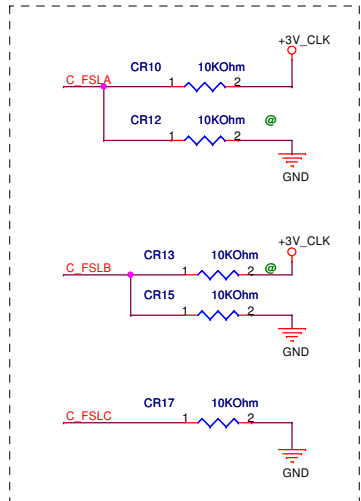 +3V_CLK
CR10 10KOhm
C_FSLA 1 2
CR12 10KOhm @
1 2
GND
+3V_CLK
CR13 10KOhm
C_FSLB 1 2 @
CR15 10KOhm
1 2
GND
CR17 10KOhm
C_FSLC 1 2
GND